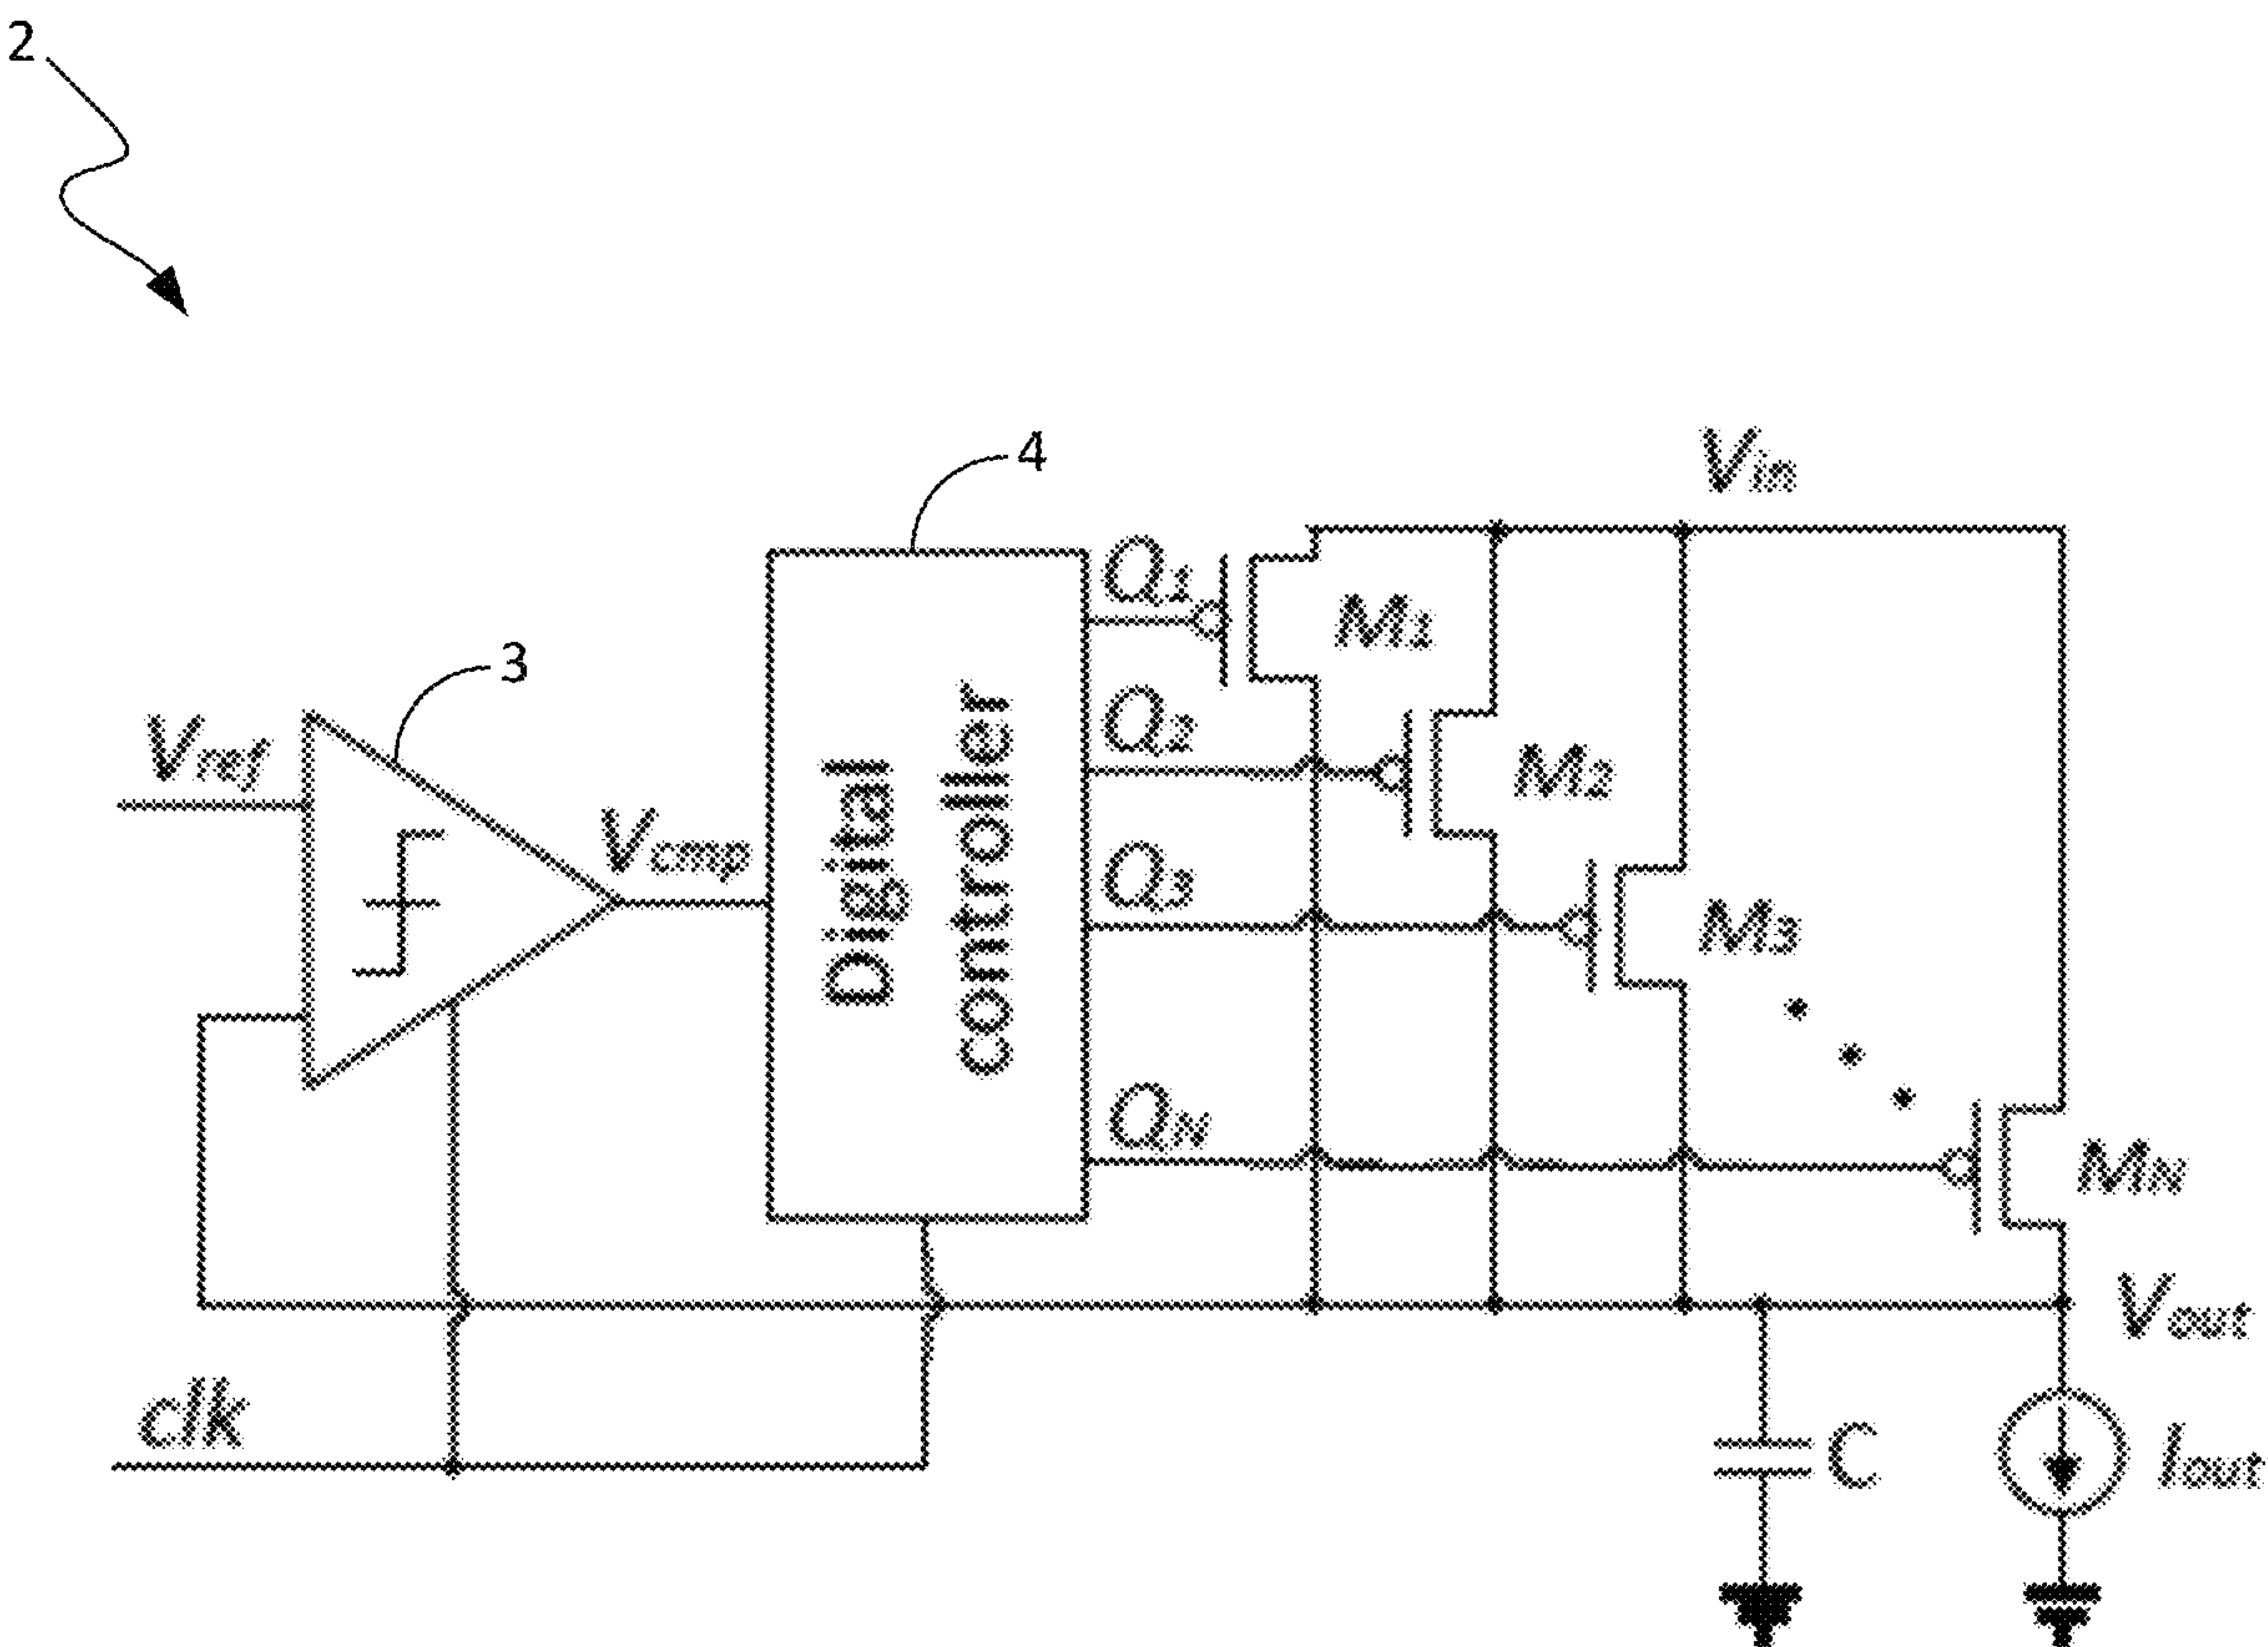 2
4
Vin
Q1
M1
3
Vref
Q2
M2
Vcmp
Digital
controller
Q3
M3
QN
MN
Vout
clk
C
Iout